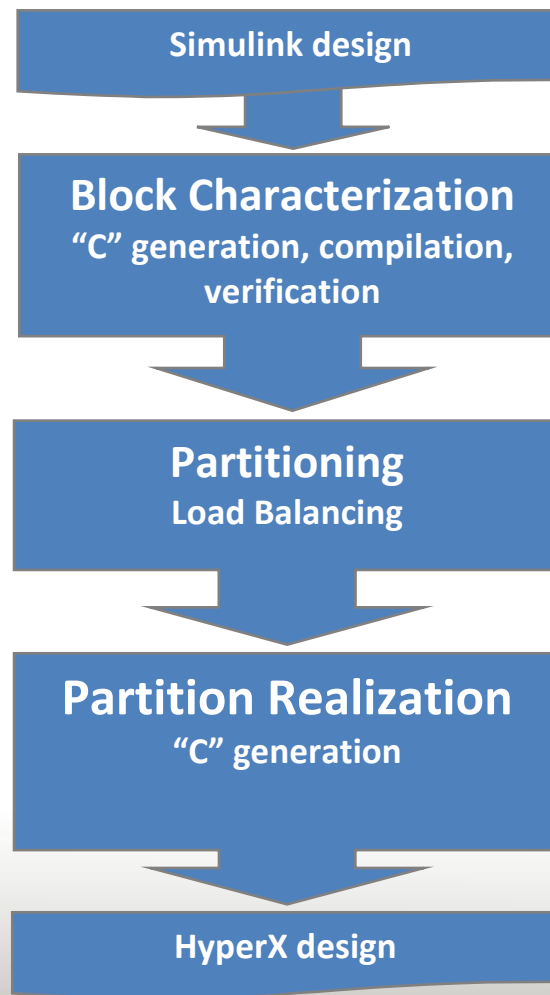 Simulink design
Block Characterization
“C” generation, compilation,
verification
Partitioning
Load Balancing
Partition Realization
“C” generation
HyperX design